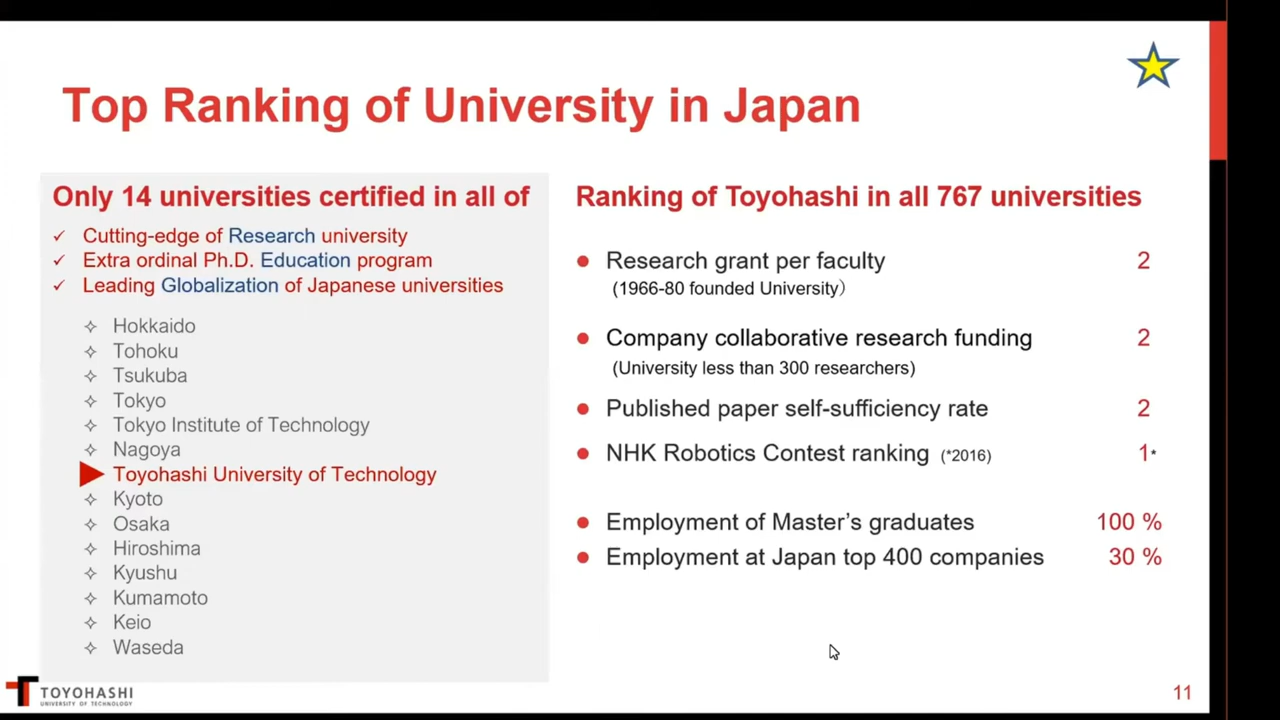 Top Ranking of University in Japan
Only 14 universities certified in all of
✓ Cutting-edge of Research university
✓ Extra ordinal Ph.D. Education program
✓ Leading Globalization of Japanese universities
Hokkaido
Tohoku
Tsukuba
Tokyo
Tokyo Institute of Technology
Nagoya
Toyohashi University of Technology
Kyoto
Osaka
Hiroshima
Kyushu
Kumamoto
Keio
Waseda
Ranking of Toyohashi in all 767 universities
● Research grant per faculty 2
(1966-80 founded University）
● Company collaborative research funding 2
(University less than 300 researchers)
● Published paper self-sufficiency rate 2
● NHK Robotics Contest ranking (*2016) 1*
● Employment of Master’s graduates 100 %
● Employment at Japan top 400 companies 30 %
TOYOHASHI
UNIVERSITY OF TECHNOLOGY
11